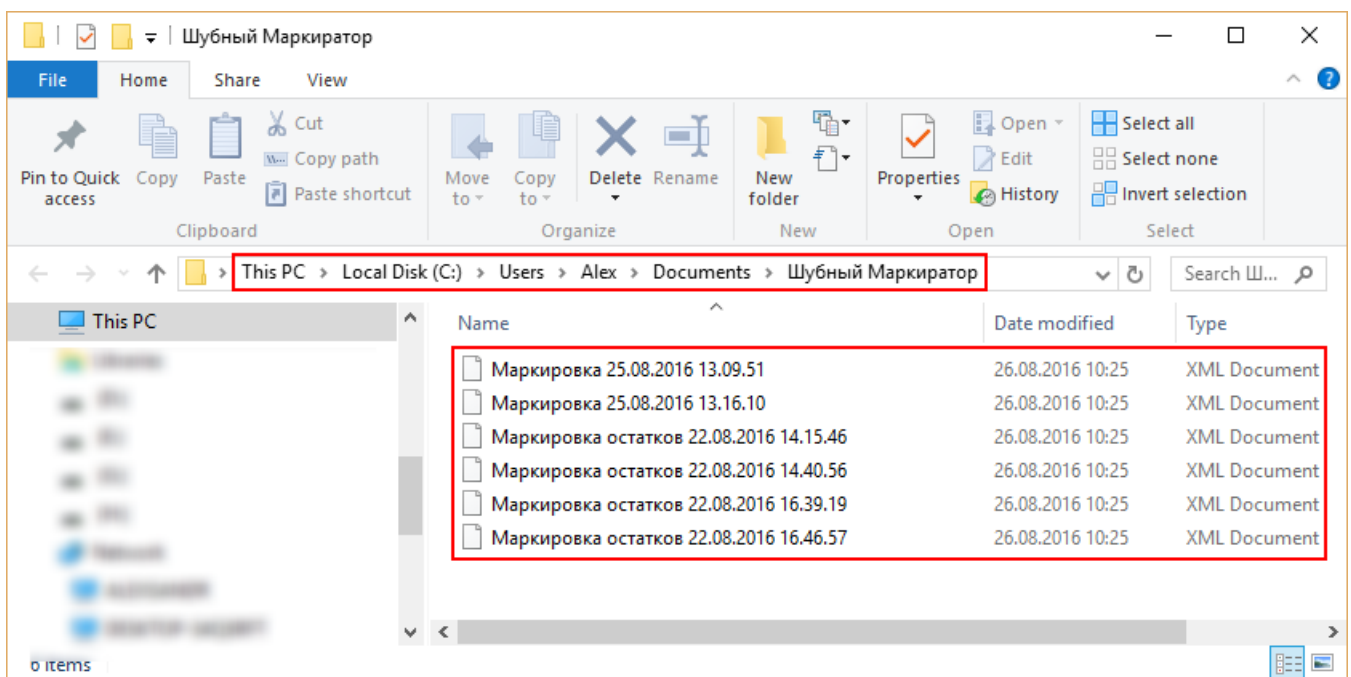 Шубный Маркиратор
File Home Share View
Pin to Quick access
Copy
Paste
Cut
Copy path
Paste shortcut
Clipboard
Move to
Copy to
Delete
Rename
Organize
New folder
New
Properties
Open
Edit
History
Open
Select all
Select none
Invert selection
Select
This PC > Local Disk (C:) > Users > Alex > Documents > Шубный Маркиратор
Search Ш...
This PC
Name Date modified Type
Маркировка 25.08.2016 13.09.51 26.08.2016 10:25 XML Document
Маркировка 25.08.2016 13.16.10 26.08.2016 10:25 XML Document
Маркировка остатков 22.08.2016 14.15.46 26.08.2016 10:25 XML Document
Маркировка остатков 22.08.2016 14.40.56 26.08.2016 10:25 XML Document
Маркировка остатков 22.08.2016 16.39.19 26.08.2016 10:25 XML Document
Маркировка остатков 22.08.2016 16.46.57 26.08.2016 10:25 XML Document
6 items